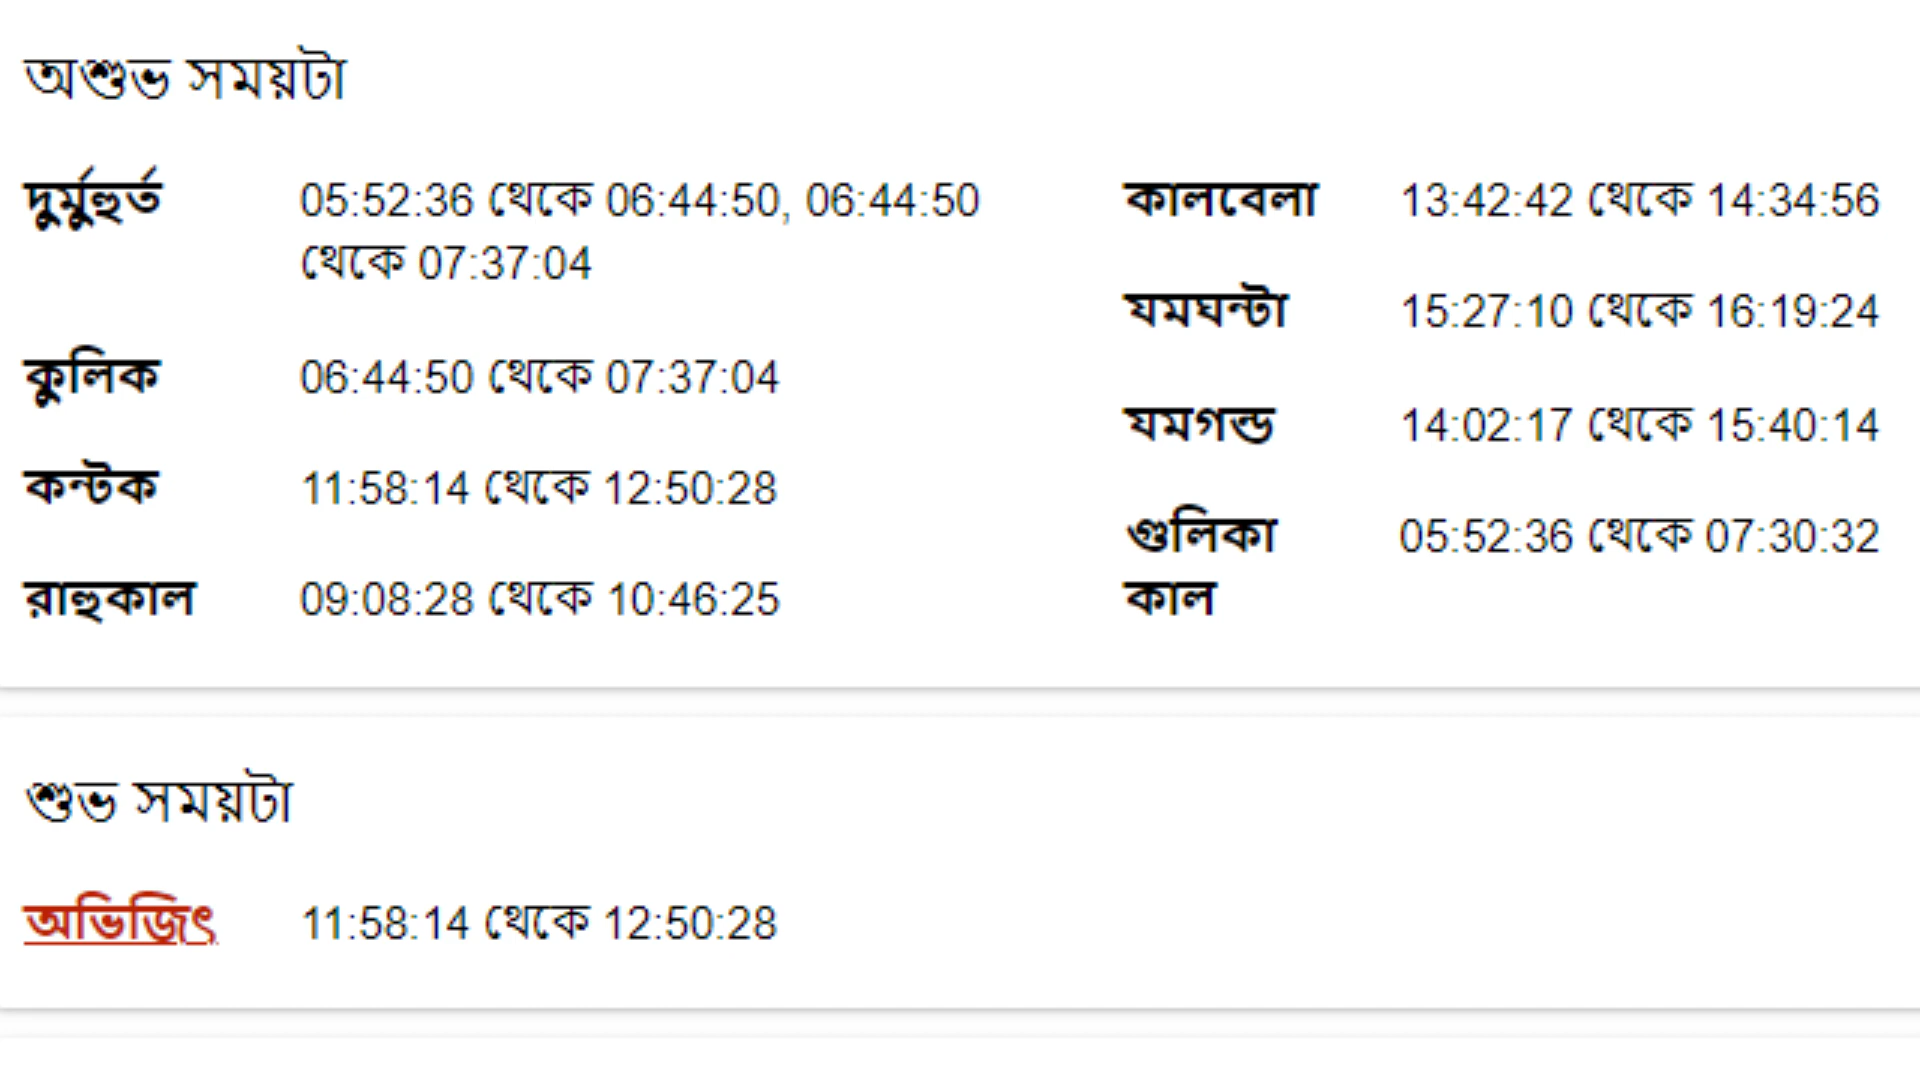 অশুভ সময়টা
দুর্মুহুর্ত 05:52:36 থেকে 06:44:50, 06:44:50
থেকে 07:37:04
কুলিক 06:44:50 থেকে 07:37:04
কন্টক 11:58:14 থেকে 12:50:28
রাহুকাল 09:08:28 থেকে 10:46:25
কালবেলা 13:42:42 থেকে 14:34:56
যমঘন্টা 15:27:10 থেকে 16:19:24
যমগন্ড 14:02:17 থেকে 15:40:14
গুলিকা 05:52:36 থেকে 07:30:32
কাল
শুভ সময়টা
অভিজিৎ 11:58:14 থেকে 12:50:28